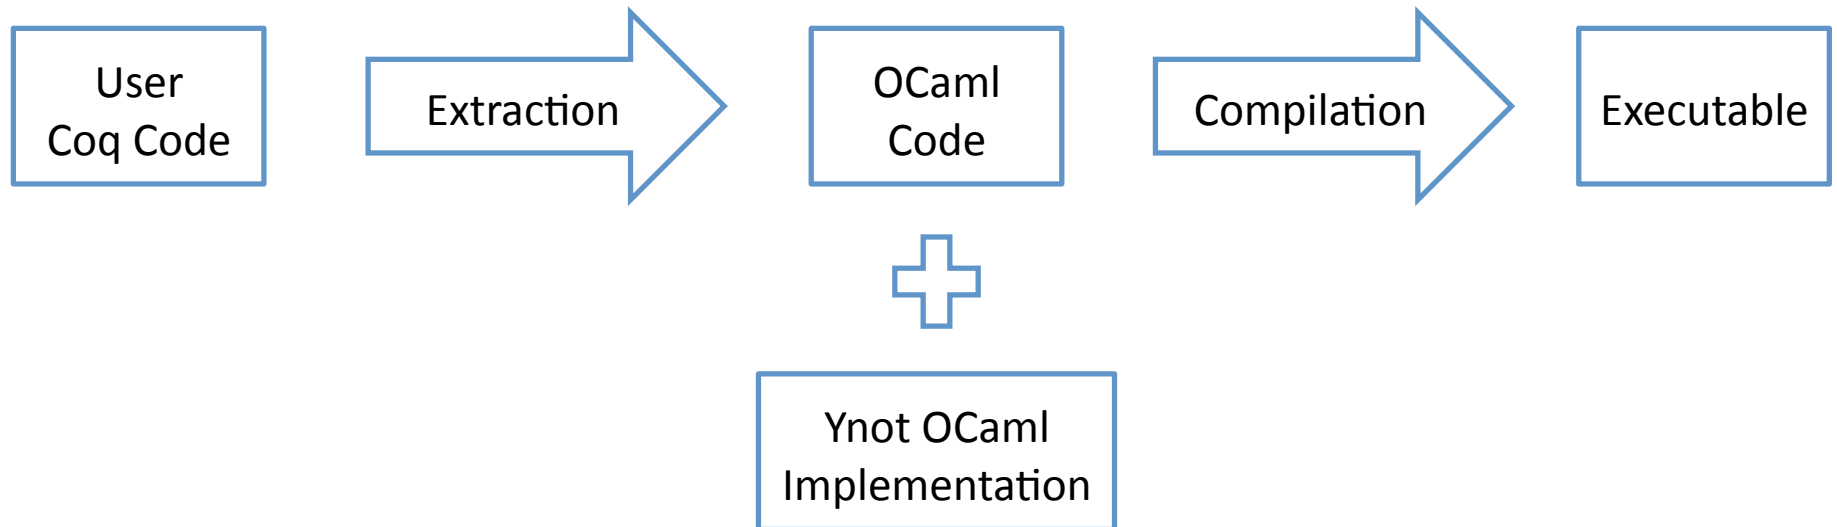 User
Coq Code
Extraction
OCaml
Code
Compilation
Executable
Ynot OCaml
Implementation